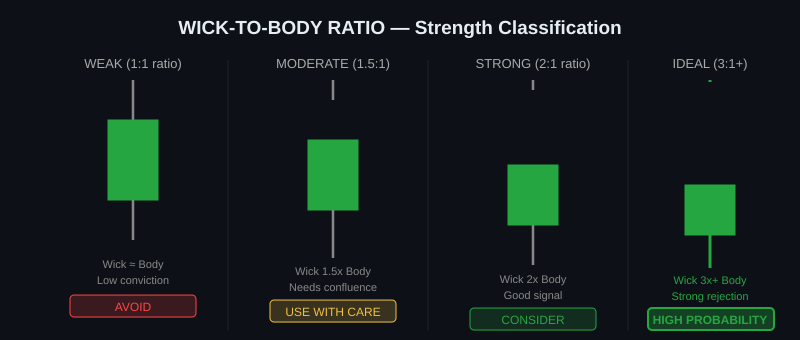 WICK-TO-BODY RATIO — Strength Classification
WEAK (1:1 ratio)
Wick ≈ Body
Low conviction
AVOID
MODERATE (1.5:1)
Wick 1.5x Body
Needs confluence
USE WITH CARE
STRONG (2:1 ratio)
Wick 2x Body
Good signal
CONSIDER
IDEAL (3:1+)
Wick 3x+ Body
Strong rejection
HIGH PROBABILITY